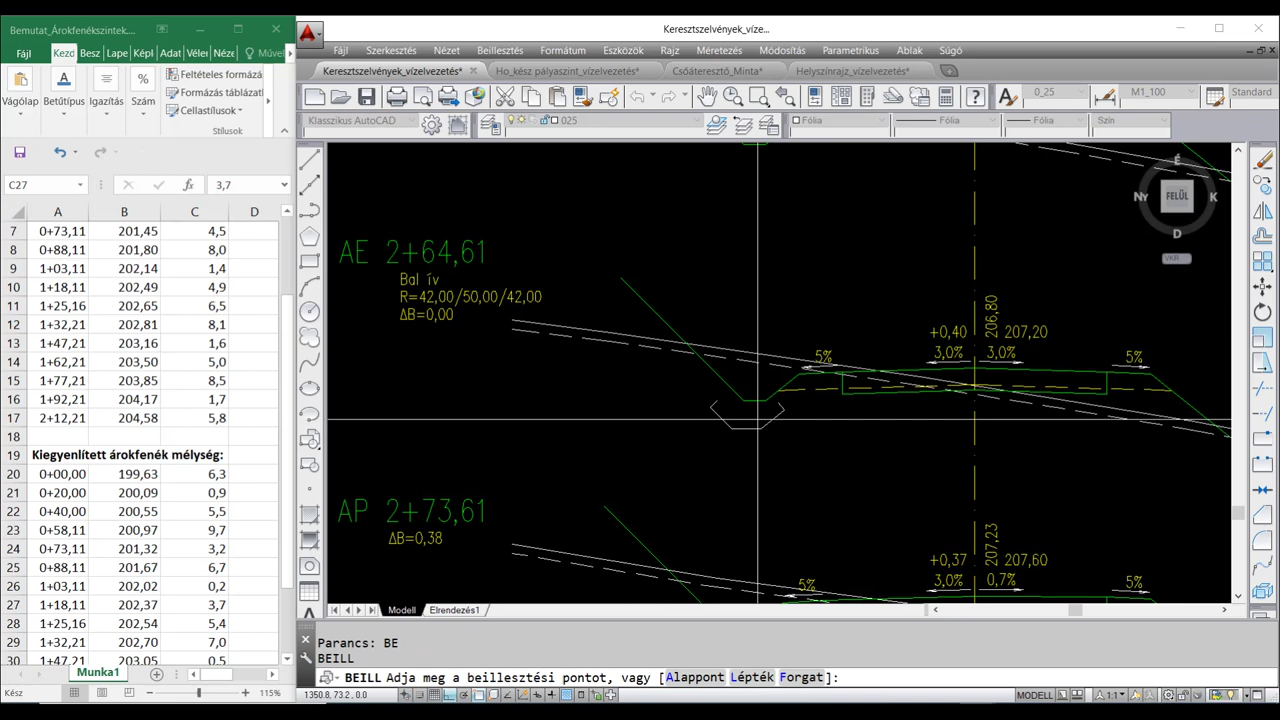 Bemutat_Árokfenékszintek....
Fájl Kezd Besz Lape Képl Adat Véler Néze Művel
Vágólap Betűtípus Igazítás Szám
Feltételes formázá
Formázás táblázatl
Cellastílusok
Stílusok
C27 3,7
A B C D
7 0+73,11 201,45 4,5
8 0+88,11 201,80 8,0
9 1+03,11 202,14 1,4
10 1+18,11 202,49 4,9
11 1+25,16 202,65 6,5
12 1+32,21 202,81 8,1
13 1+47,21 203,16 1,6
14 1+62,21 203,50 5,0
15 1+77,21 203,85 8,5
16 1+92,21 204,17 1,7
17 2+12,21 204,58 5,8
18
19 Kiegyenlített árokfenék mélység:
20 0+00,00 199,63 6,3
21 0+20,00 200,09 0,9
22 0+40,00 200,55 5,5
23 0+58,11 200,97 9,7
24 0+73,11 201,32 3,2
25 0+88,11 201,67 6,7
26 1+03,11 202,02 0,2
27 1+18,11 202,37 3,7
28 1+25,16 202,54 5,4
29 1+32,21 202,70 7,0
30 1+47,21 203,05 0,5
Munka1
Kész 115%
Keresztszelvények_víze...
Fájl Szerkesztés Nézet Beillesztés Formátum Eszközök Rajz Méretezés Módosítás Parametrikus Ablak Súgó
Keresztszelvények_vízelvezetés* Ho_kész pályaszint_vízelvezetés* Csőáteresztő_Minta* Helyszínrajz_vízelvezetés*
0_25 M1_100 Standard
Klasszikus AutoCAD 025 Fólia Fólia Fólia Szín
É
Ny FELÜL K
D
VKR
AE 2+64,61
Bal ív
R=42,00/50,00/42,00
ΔB=0,00
5% +0,40 206,80 207,20 5%
3,0% 3,0%
AP 2+73,61
ΔB=0,38
5% +0,37 207,23 207,60 5%
3,0% 0,7%
Modell Elrendezés1
Parancs: BE
BEILL
BEILL Adja meg a beillesztési pontot, vagy [Alappont Lépték Forgat]:
1350.8, 73.2, 0.0 MODELL 1:1